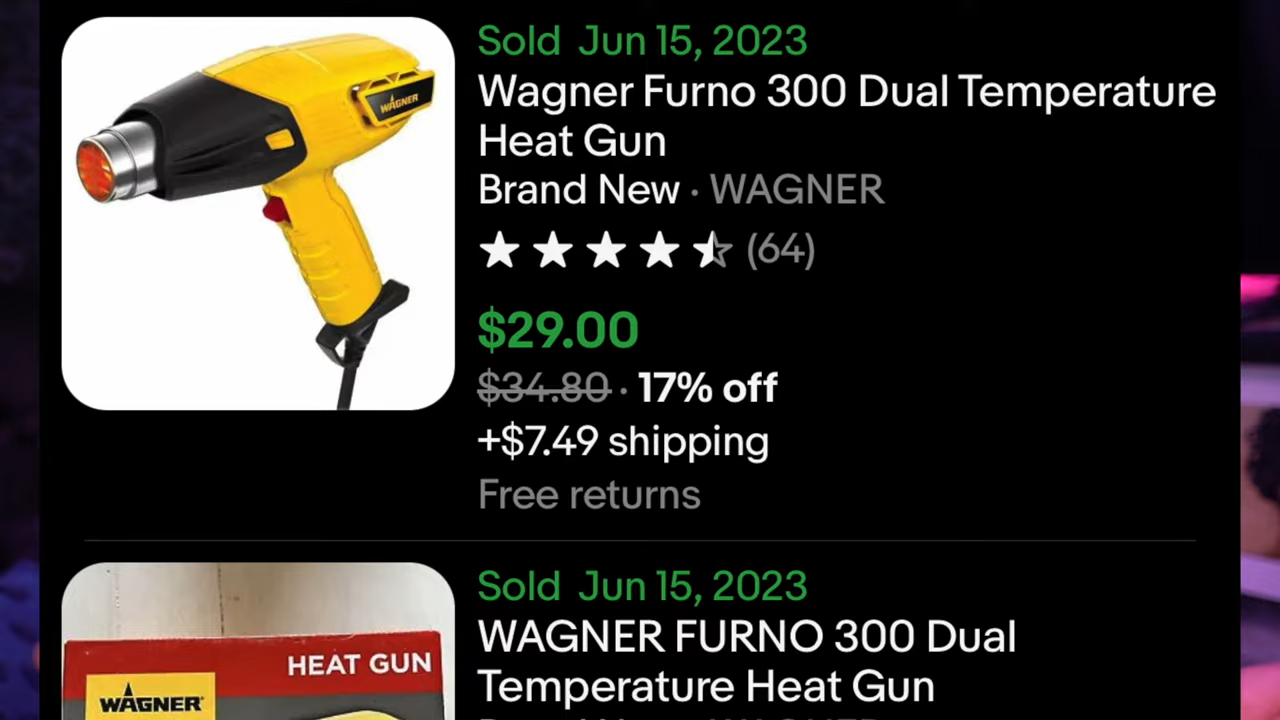 Sold Jun 15, 2023
Wagner Furno 300 Dual Temperature
Heat Gun
Brand New · WAGNER
(64)
$29.00
$34.80 · 17% off
+$7.49 shipping
Free returns
WAGNER
Sold Jun 15, 2023
WAGNER FURNO 300 Dual
Temperature Heat Gun
HEAT GUN
WAGNER